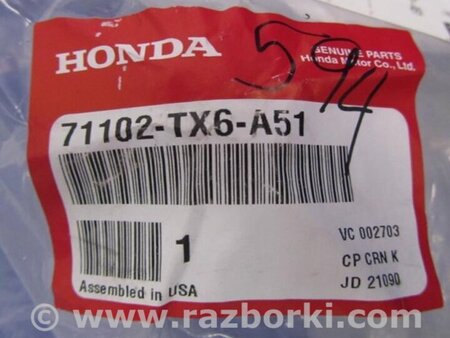 HONDA
GENUINE PARTS
Honda Motor Co., Ltd.
594
71102-TX6-A51
1
VC 002703
CP CRN K
JD 21090
Assembled in USA
www.razborki.com